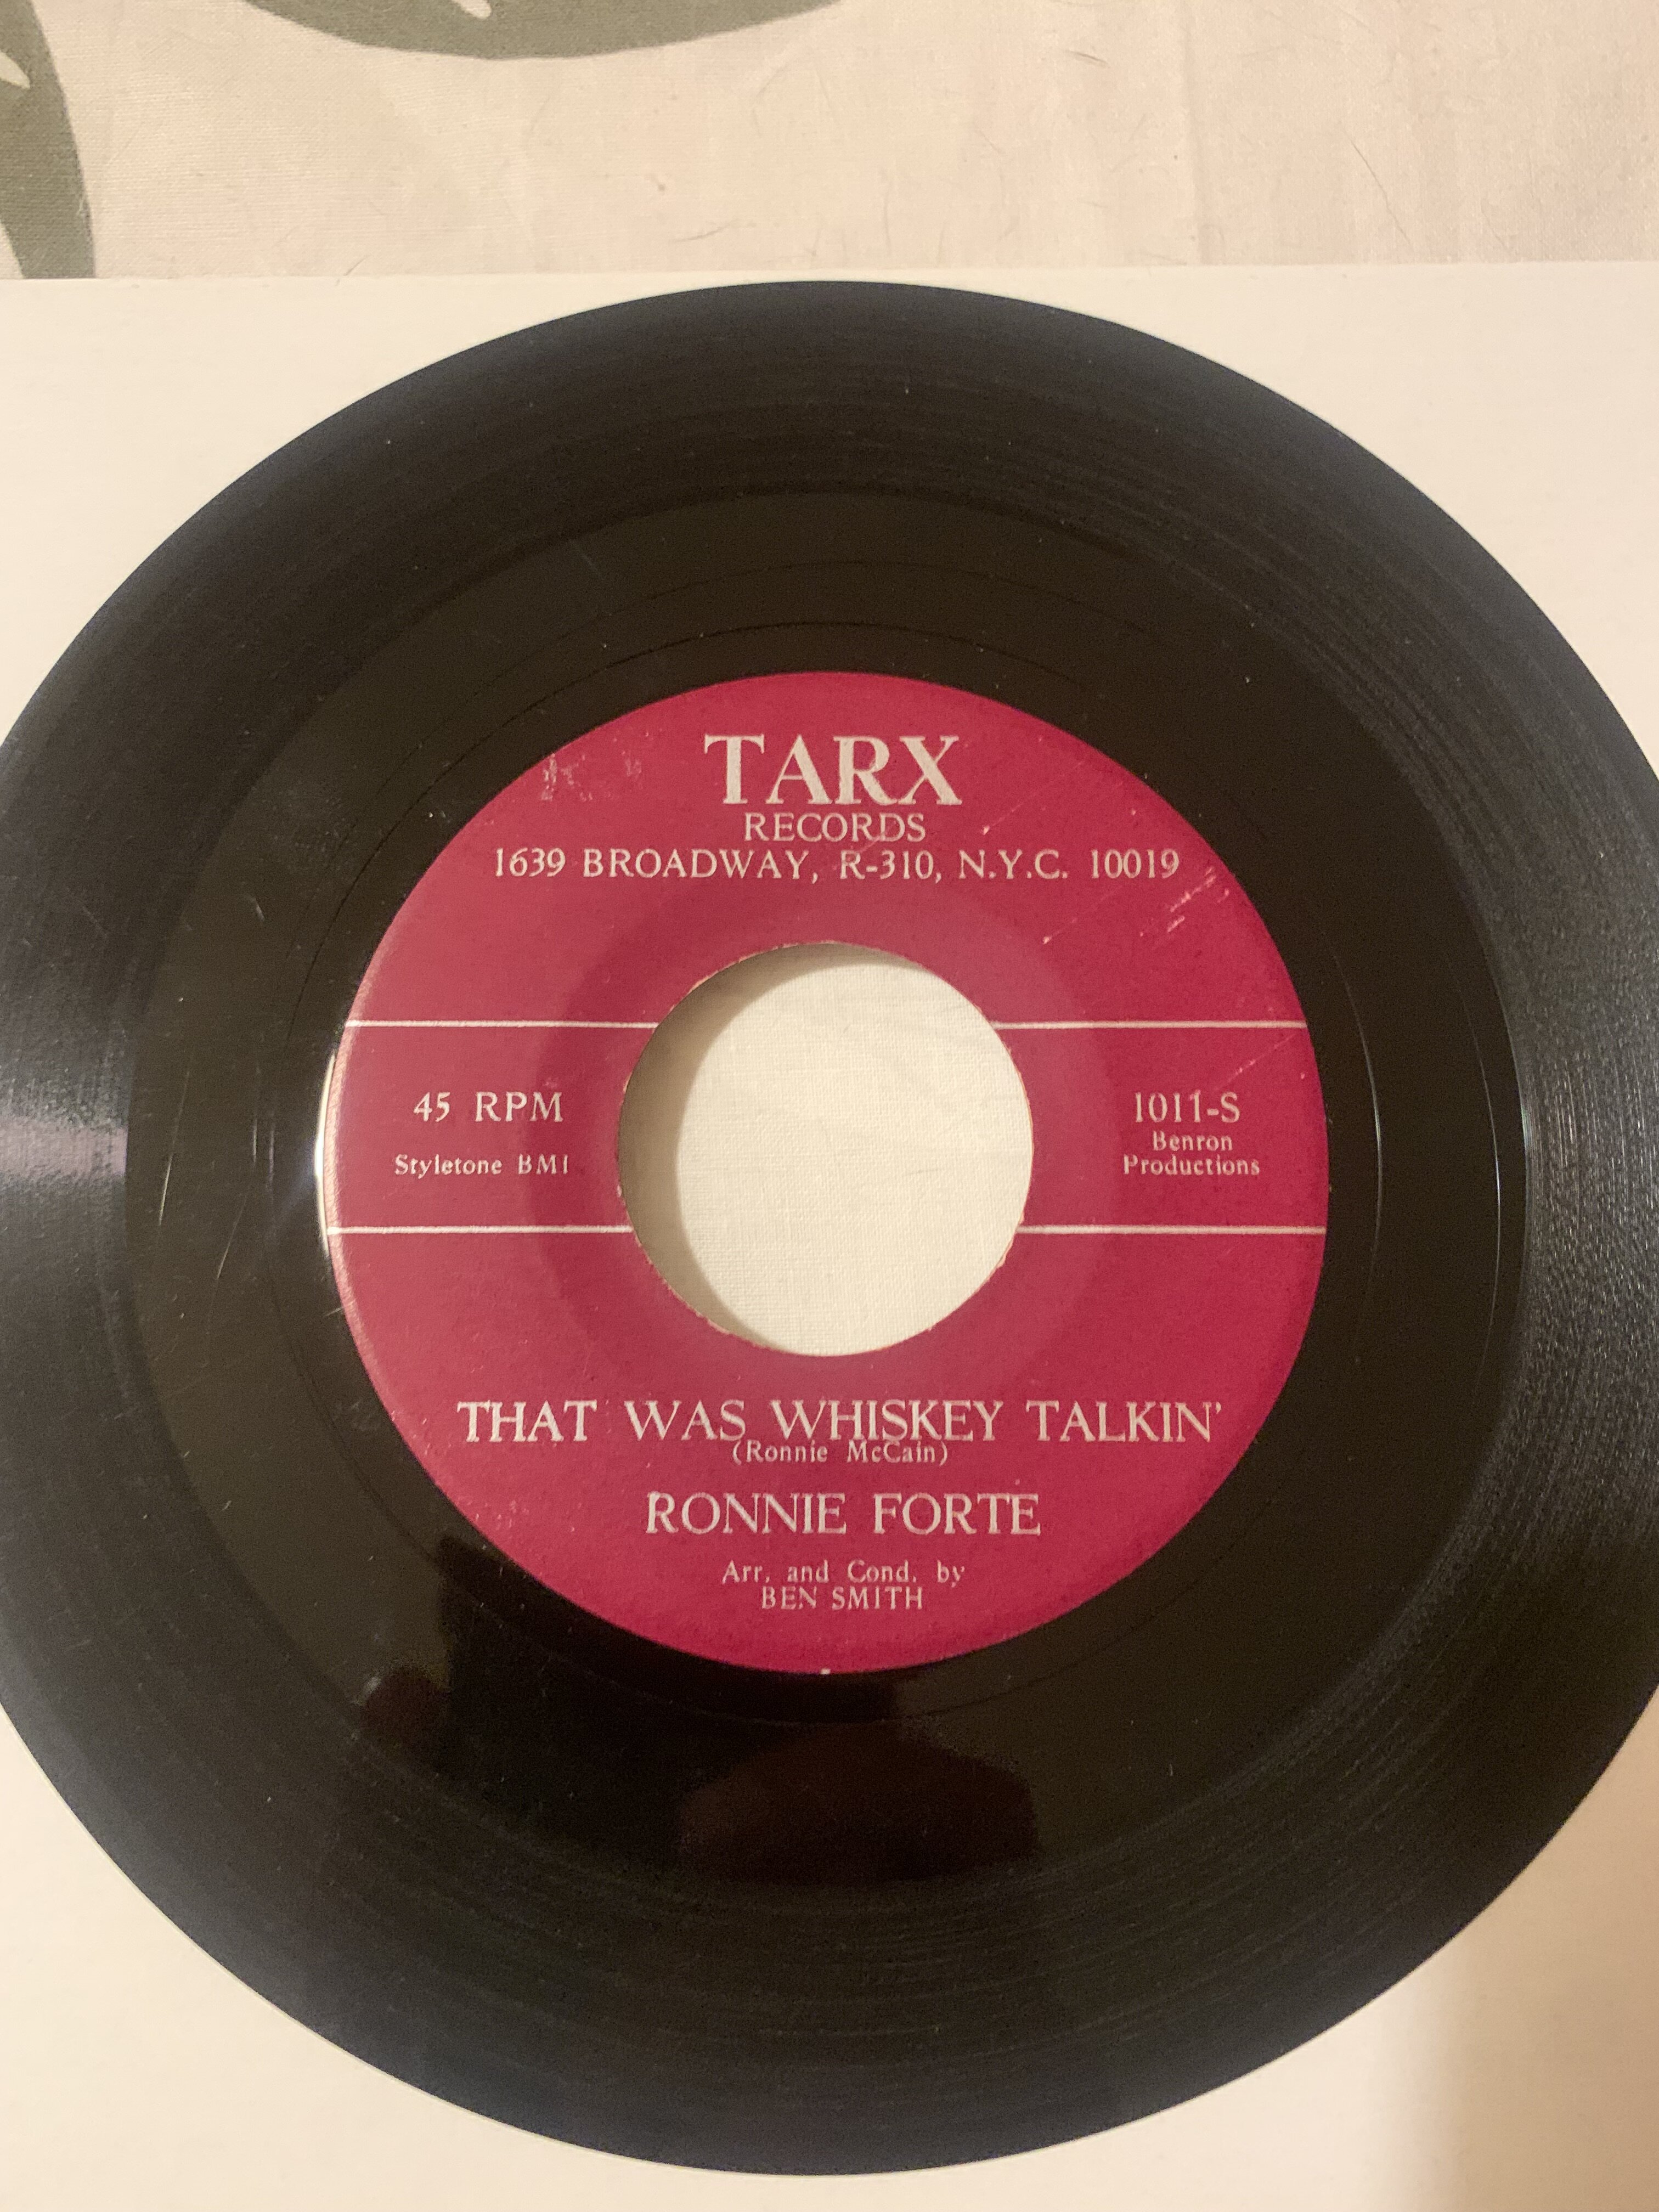 TARX
RECORDS
1639 BROADWAY, R-310, N.Y.C. 10019
45 RPM
Styletone BMI
1011-S
Benron
Productions
THAT WAS WHISKEY TALKIN'
(Ronnie McCain)
RONNIE FORTE
Arr. and Cond. by
BEN SMITH